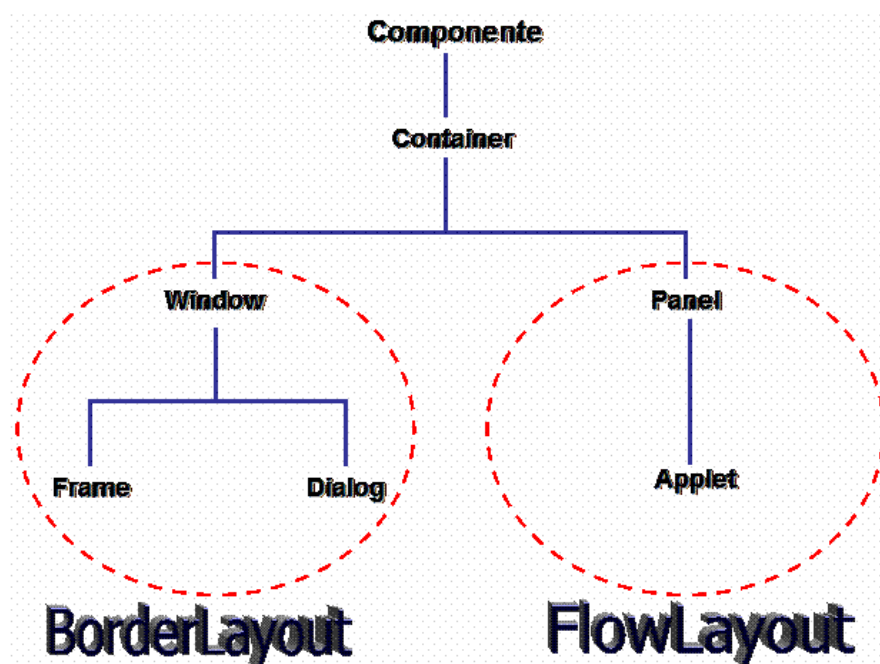 Componente
Container
Window
Panel
Frame
Dialog
Applet
BorderLayout
FlowLayout